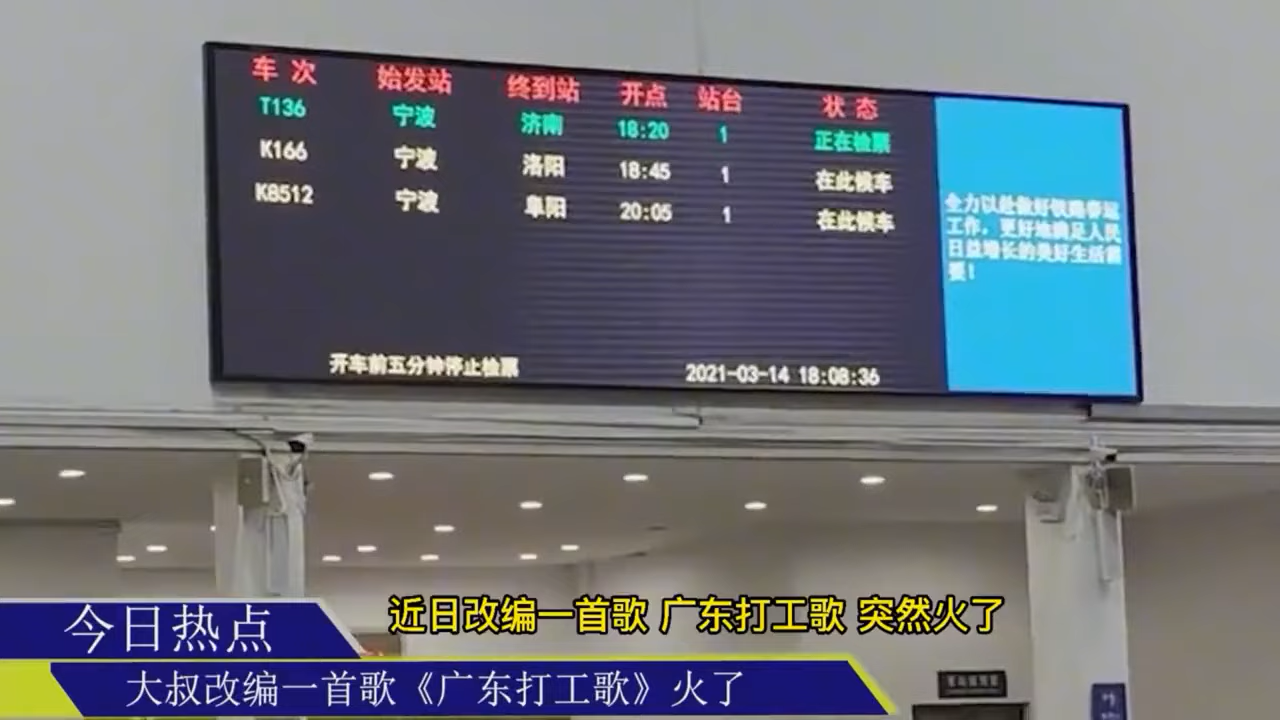 车次 始发站 终到站 开点 站台 状态
T136 宁波 济南 18:20 1 正在检票
K166 宁波 洛阳 18:45 1 在此候车
K8512 宁波 阜阳 20:05 1 在此候车
全力以赴做好铁路春运
工作，更好地满足人民
日益增长的美好生活需
要！
开车前五分钟停止检票 2021-03-14 18:08:36
近日改编一首歌 广东打工歌 突然火了
今日热点
大叔改编一首歌《广东打工歌》火了